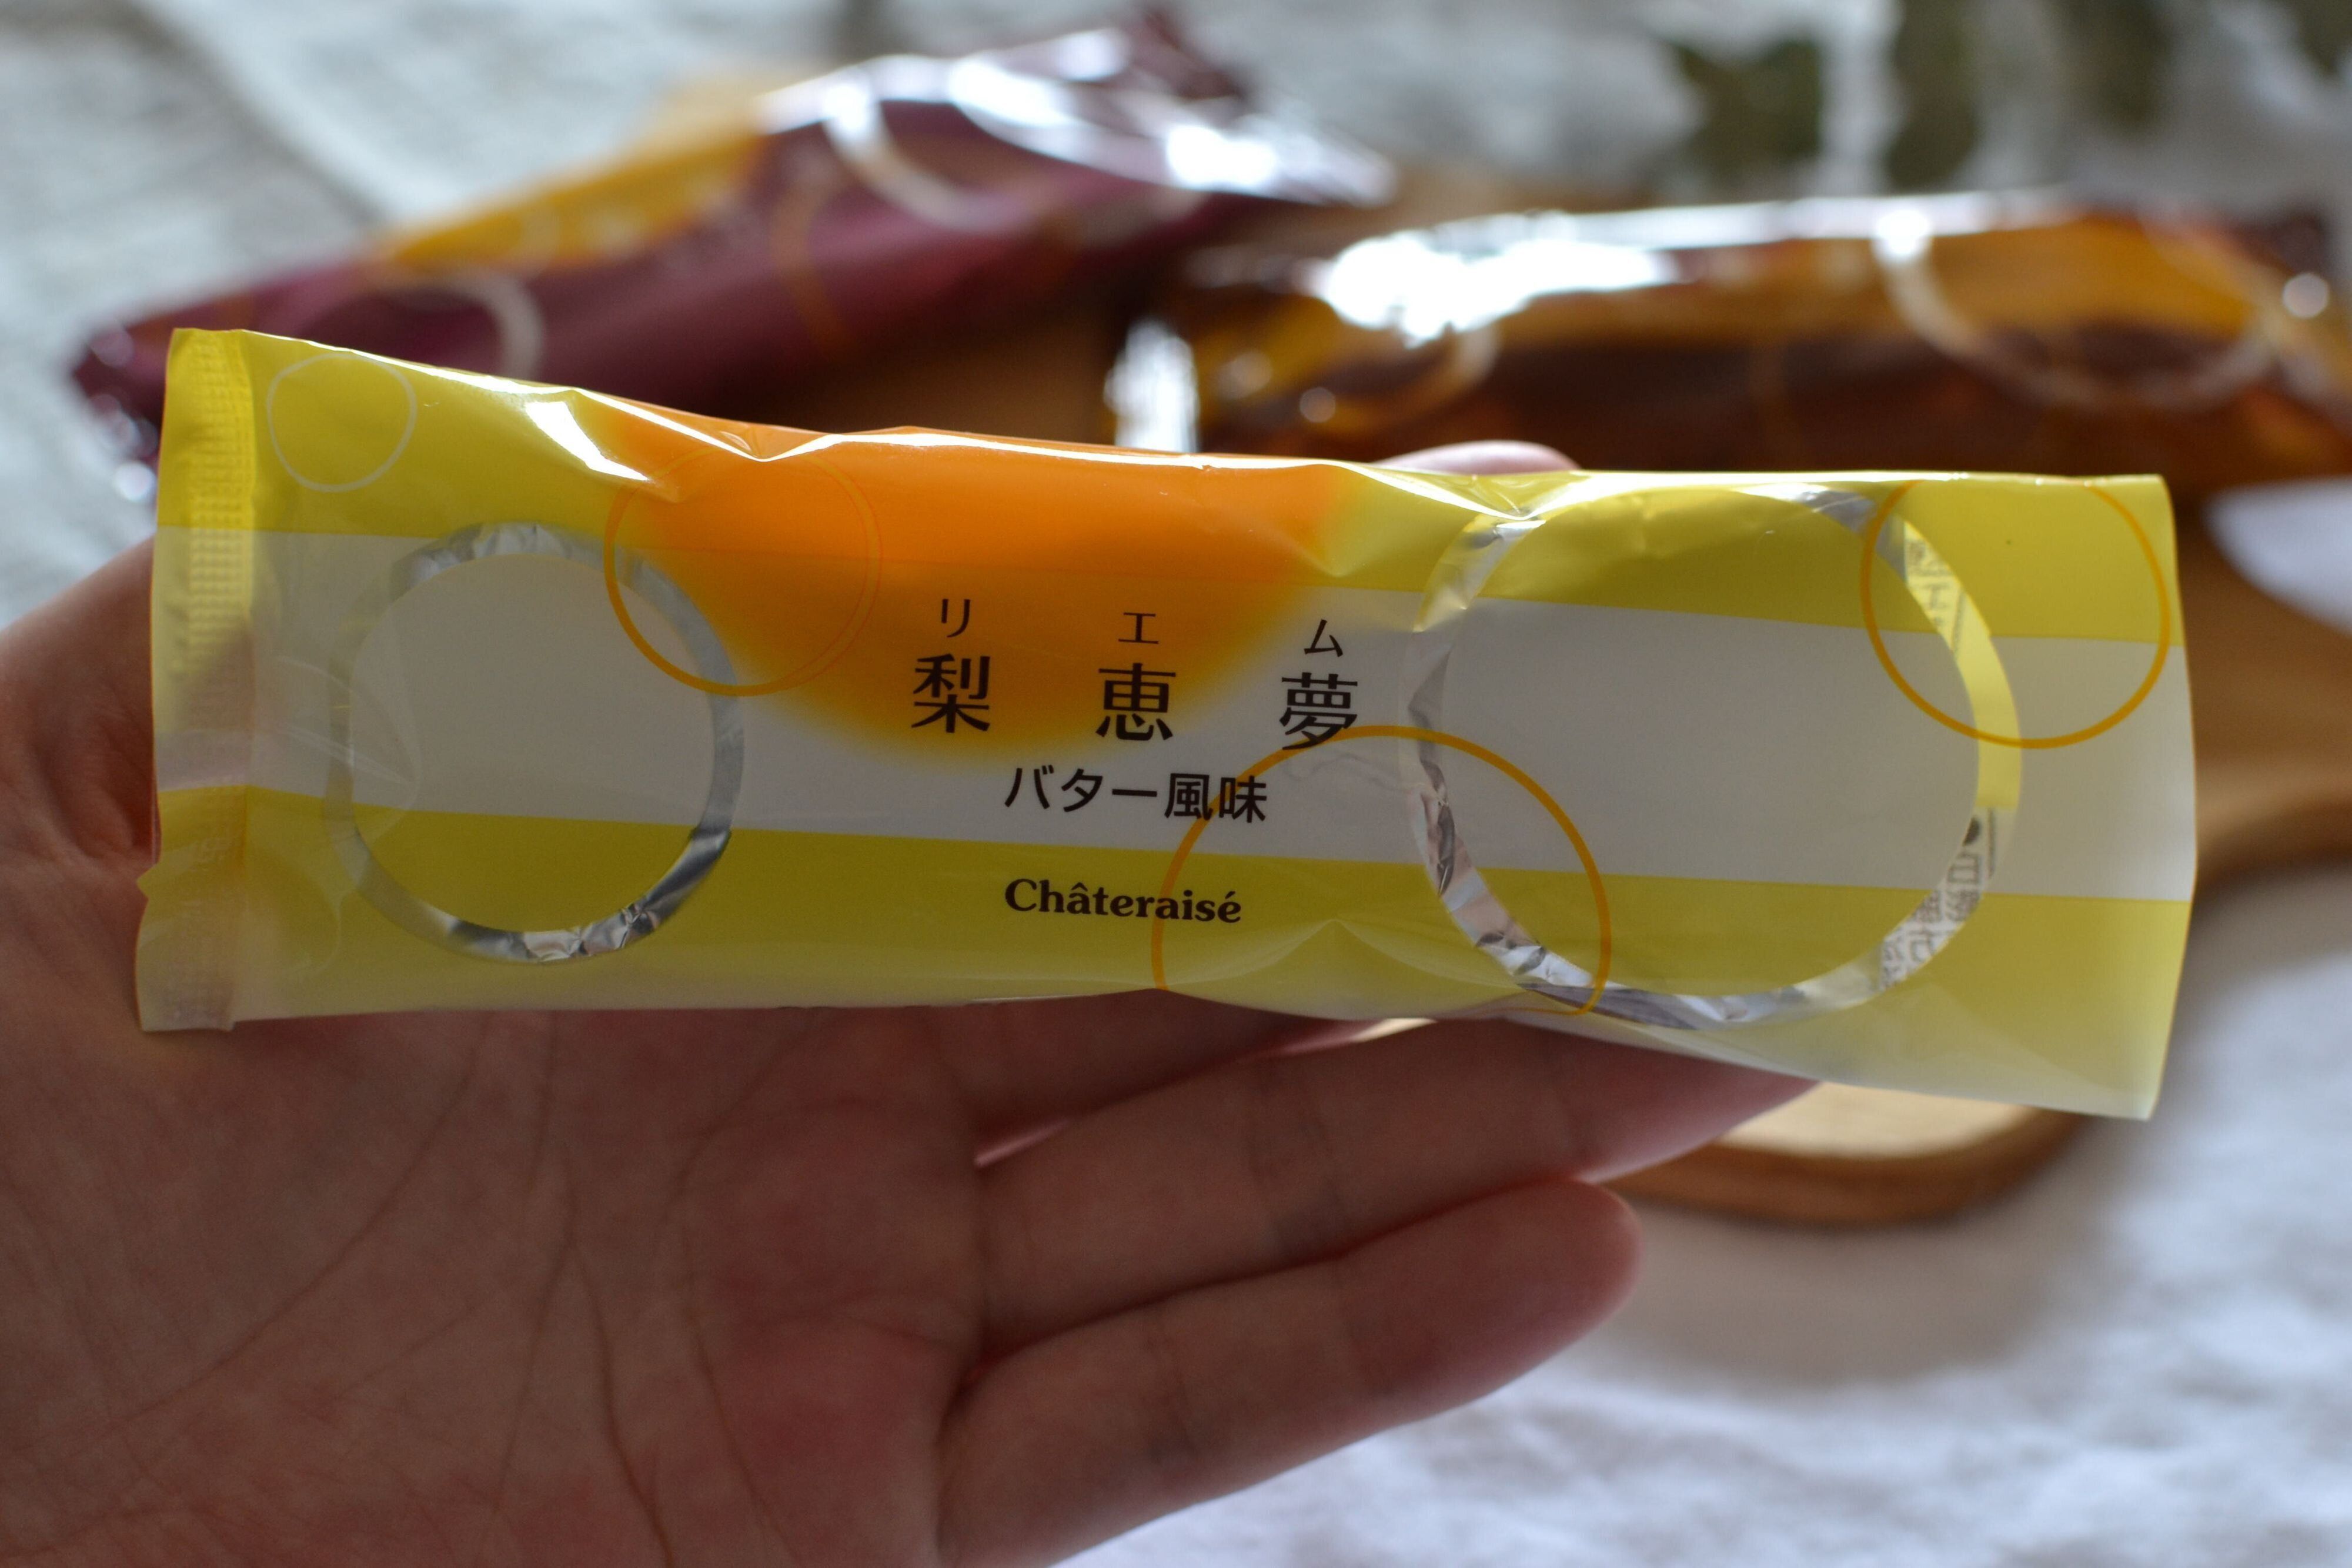 リ エ ム
梨 恵 夢
バター風味
Châteraisé